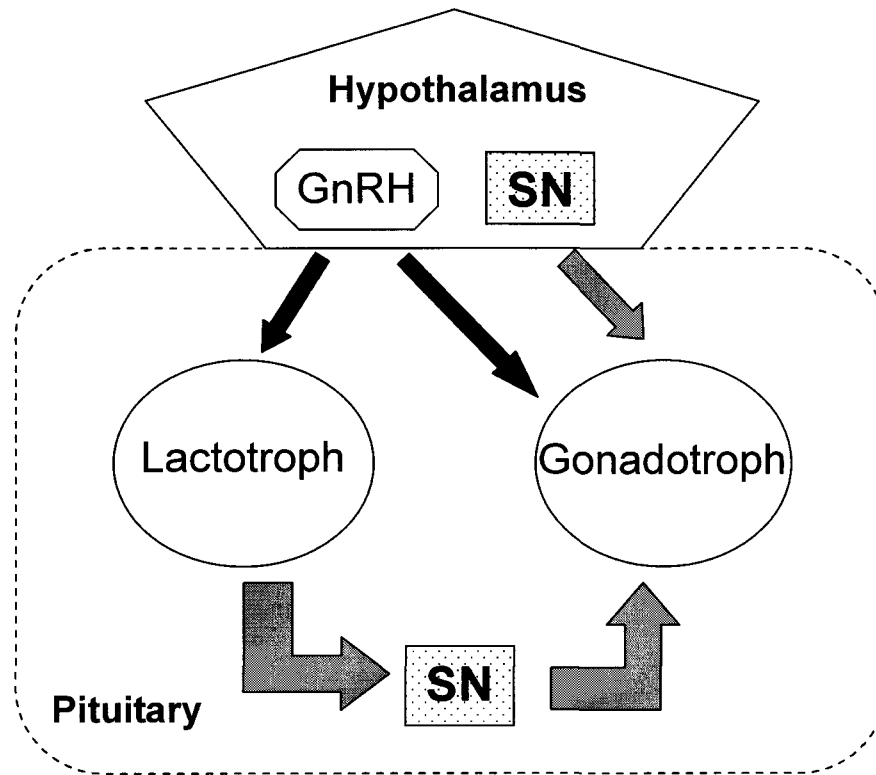 Hypothalamus
GnRH
SN
Lactotroph
Gonadotroph
SN
Pituitary